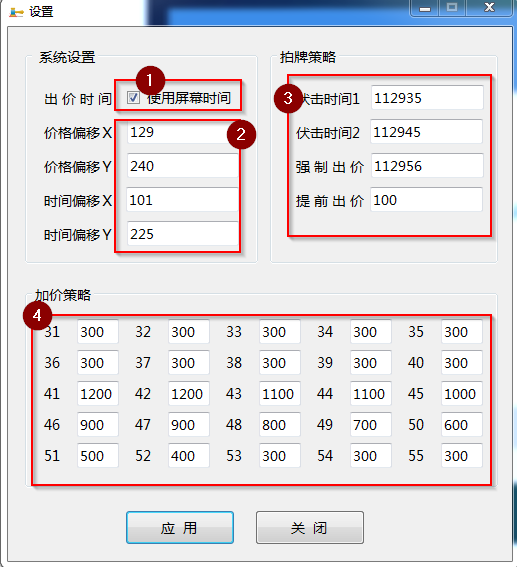 设置
系统设置
拍牌策略
1
出价时间 使用屏幕时间
3
伏击时间1 112935
2
价格偏移X 129
伏击时间2 112945
价格偏移Y 240
强制出价 112956
时间偏移X 101
提前出价 100
时间偏移Y 225
加价策略
4
31 300 32 300 33 300 34 300 35 300
36 300 37 300 38 300 39 300 40 300
41 1200 42 1200 43 1100 44 1100 45 1000
46 900 47 900 48 800 49 700 50 600
51 500 52 400 53 300 54 300 55 300
应用 关闭